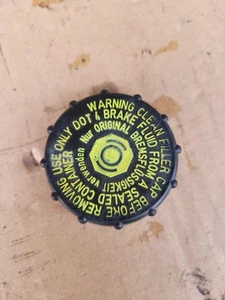 WARNING CLEAN FILLER CAP BEFORE REMOVING
USE ONLY DOT 4 BRAKE FLUID FROM A SEALED CONTAINER
Nur ORIGINAL BREMSFLÜSSIGKEIT verwenden